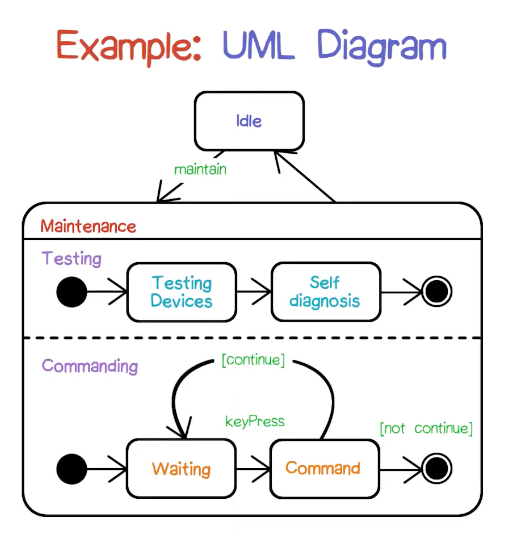 Example: UML Diagram
Idle
maintain
Maintenance
Testing
Testing
Devices
Self
diagnosis
Commanding
[continue]
keyPress
[not continue]
Waiting
Command